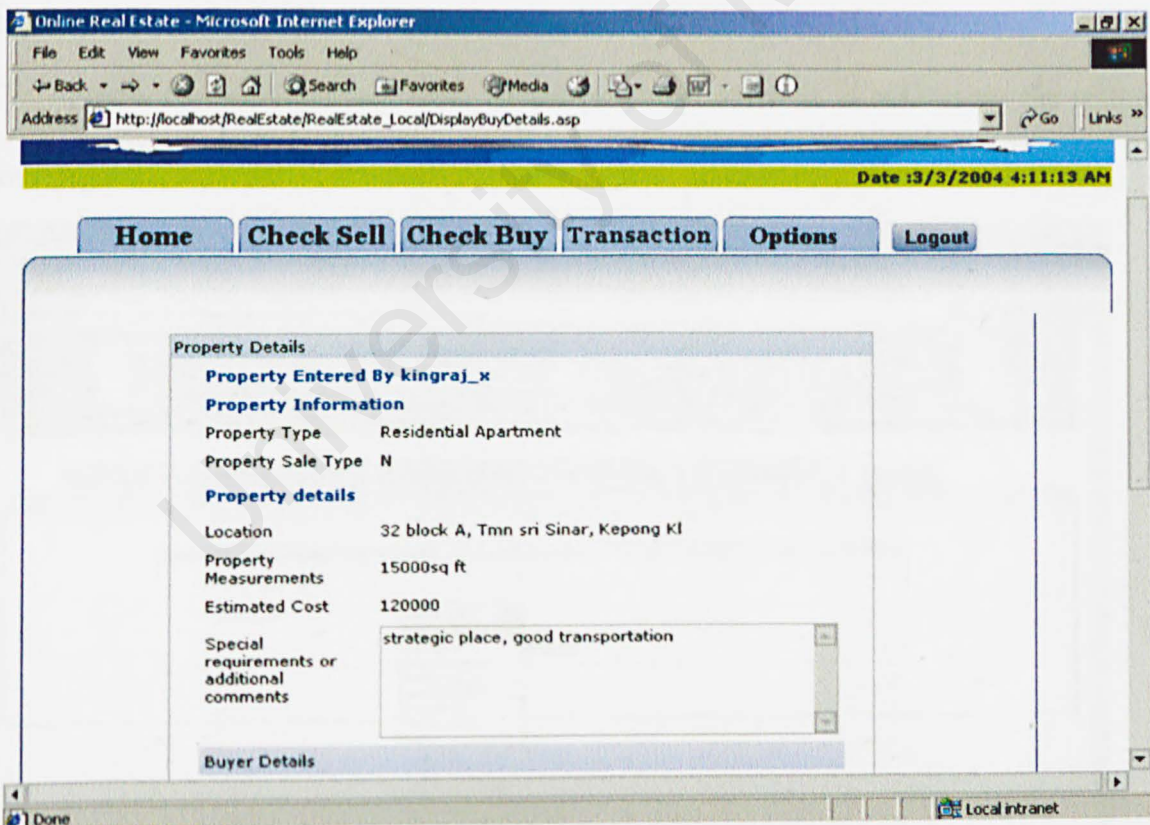 Online Real Estate - Microsoft Internet Explorer
File Edit View Favorites Tools Help
Back Search Favorites Media
Address http://localhost/RealEstate/RealEstate_Local/DisplayBuyDetails.asp Go Links »
Date :3/3/2004 4:11:13 AM
Home Check Sell Check Buy Transaction Options Logout
Property Details
Property Entered By kingraj_x
Property Information
Property Type Residential Apartment
Property Sale Type N
Property details
Location 32 block A, Tmn sri Sinar, Kepong Kl
Property
Measurements 15000sq ft
Estimated Cost 120000
Special strategic place, good transportation
requirements or
additional
comments
Buyer Details
Done Local intranet
University of